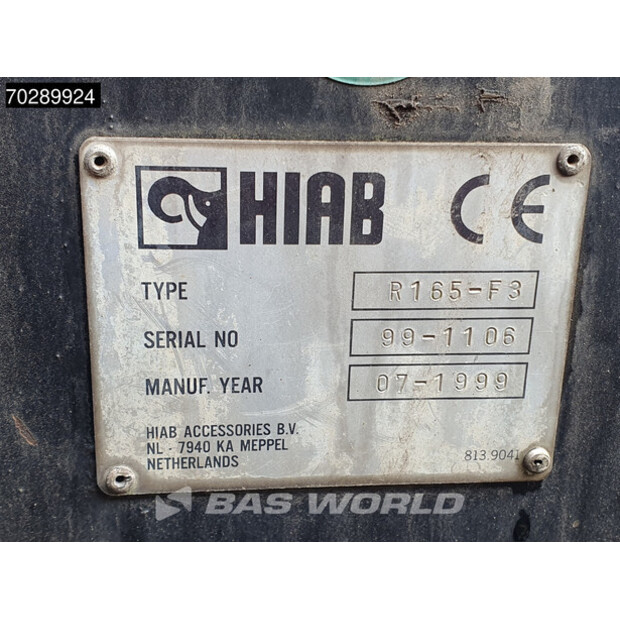 70289924
HIAB CE
TYPE R165-F3
SERIAL NO 99-1106
MANUF. YEAR 07-1999
HIAB ACCESSORIES B.V.
NL - 7940 KA MEPPEL
NETHERLANDS 813.9041
BAS WORLD